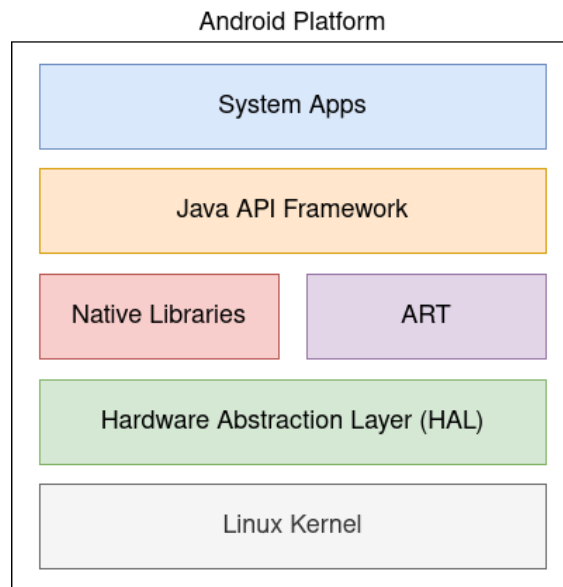 Android Platform
System Apps
Java API Framework
Native Libraries
ART
Hardware Abstraction Layer (HAL)
Linux Kernel